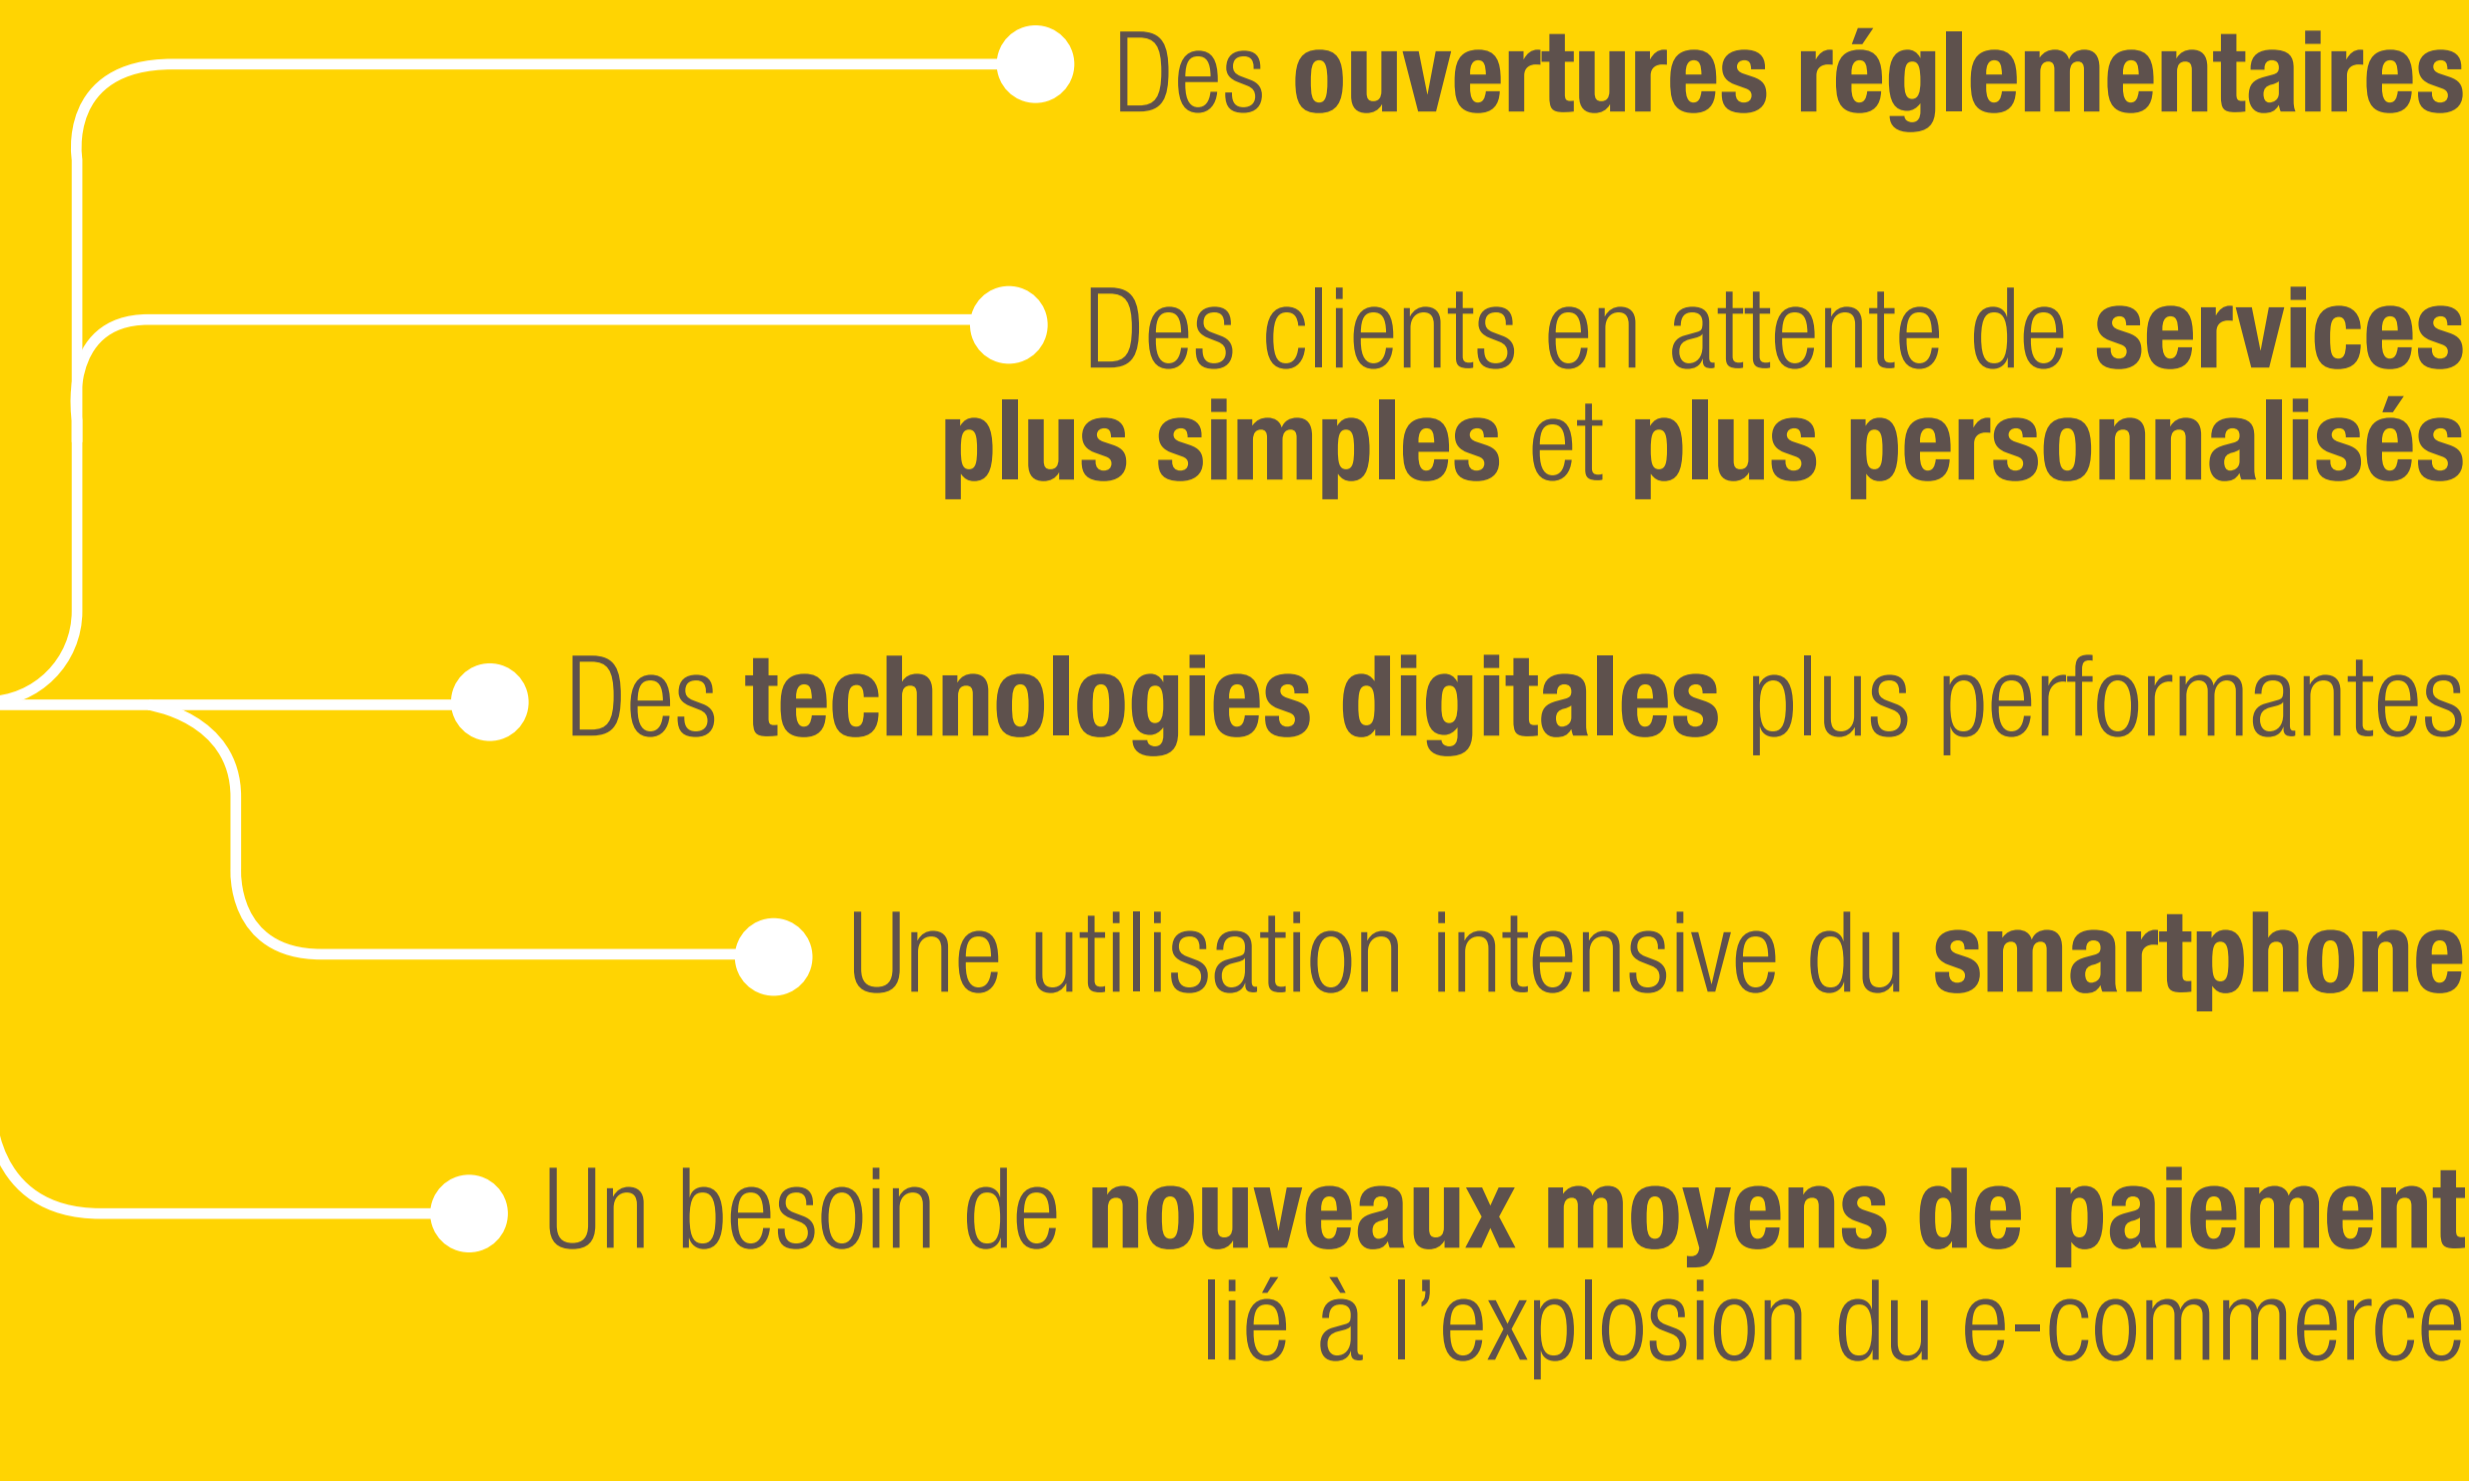 Des ouvertures réglementaires
Des clients en attente de services
plus simples et plus personnalisés
Des technologies digitales plus performantes
Une utilisation intensive du smartphone
Un besoin de nouveaux moyens de paiement
lié à l'explosion du e-commerce